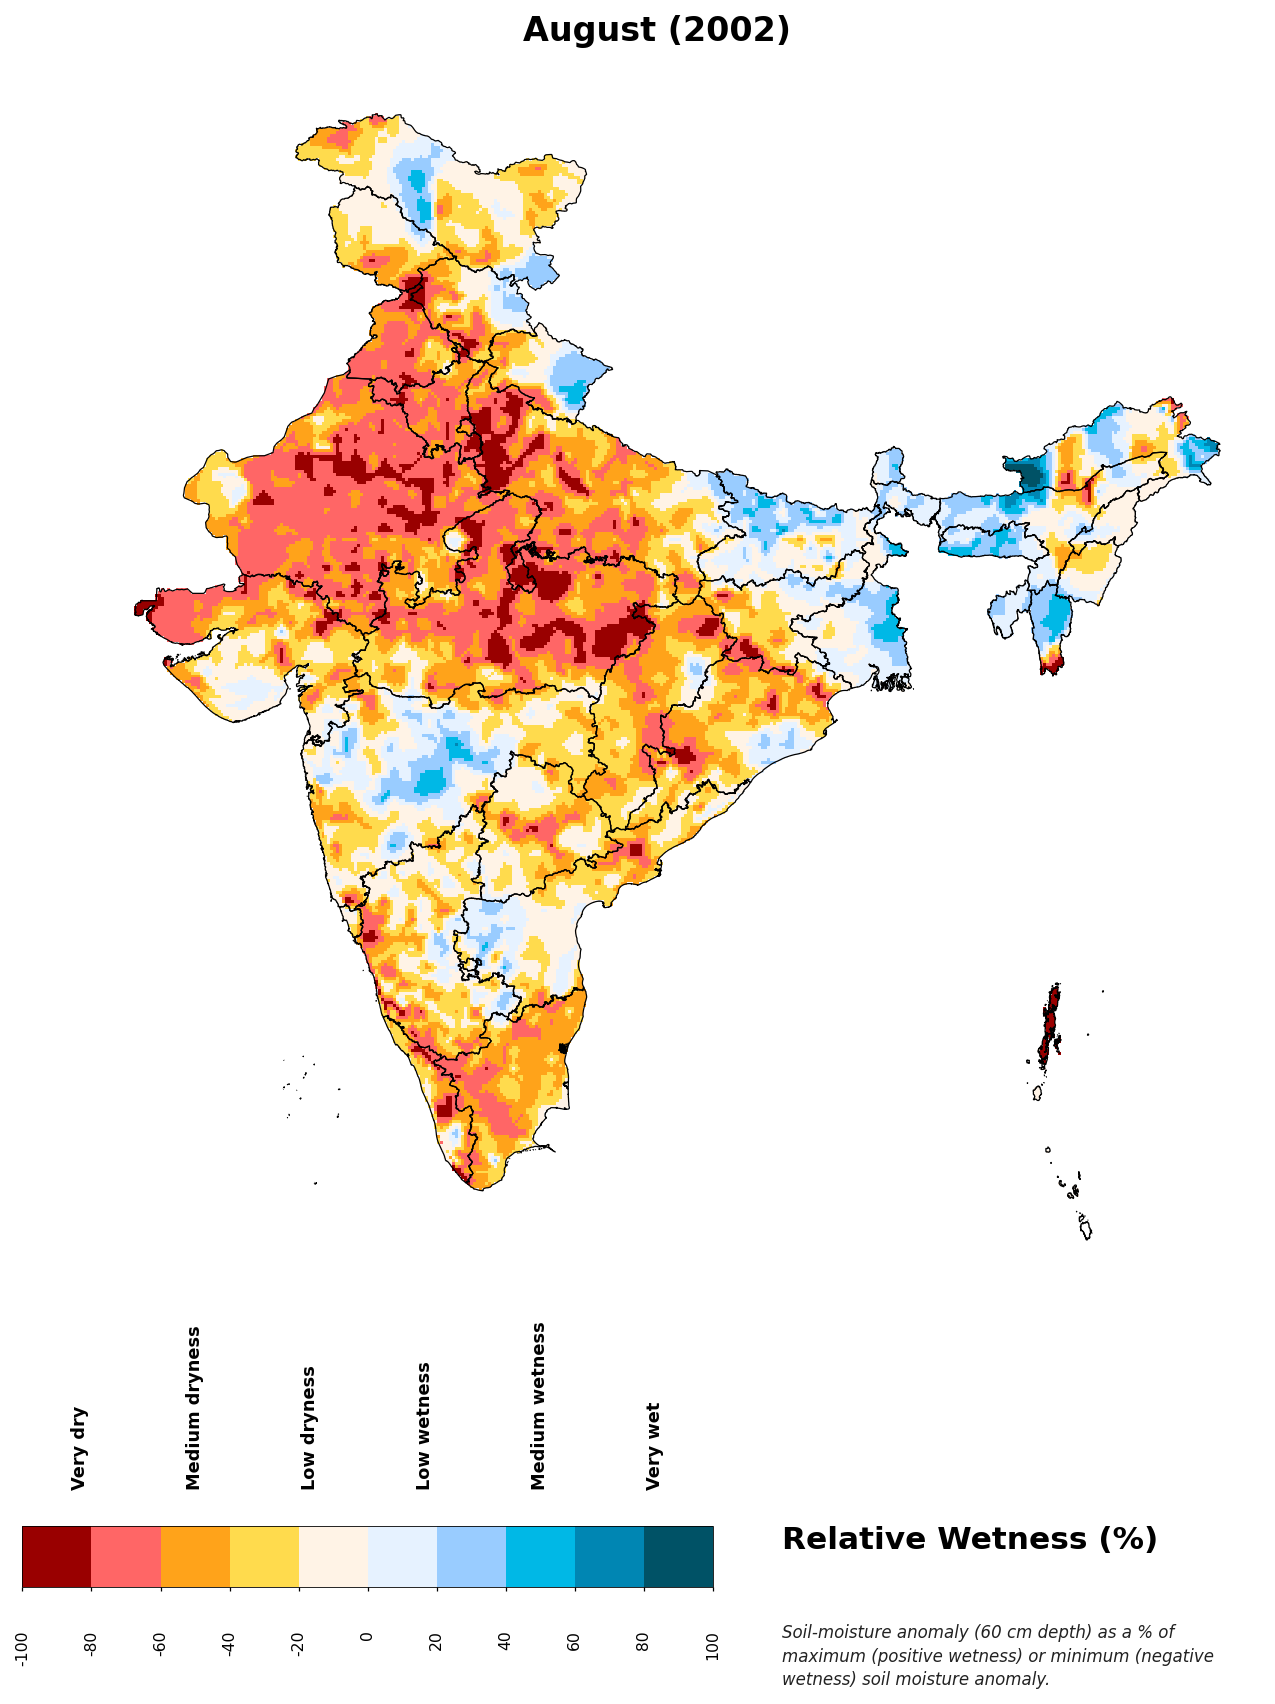 August (2002)
Very dry
Medium dryness
Low dryness
Low wetness
Medium wetness
Very wet
-100
-80
-60
-40
-20
0
20
40
60
80
100
Relative Wetness (%)
Soil-moisture anomaly (60 cm depth) as a % of
maximum (positive wetness) or minimum (negative
wetness) soil moisture anomaly.